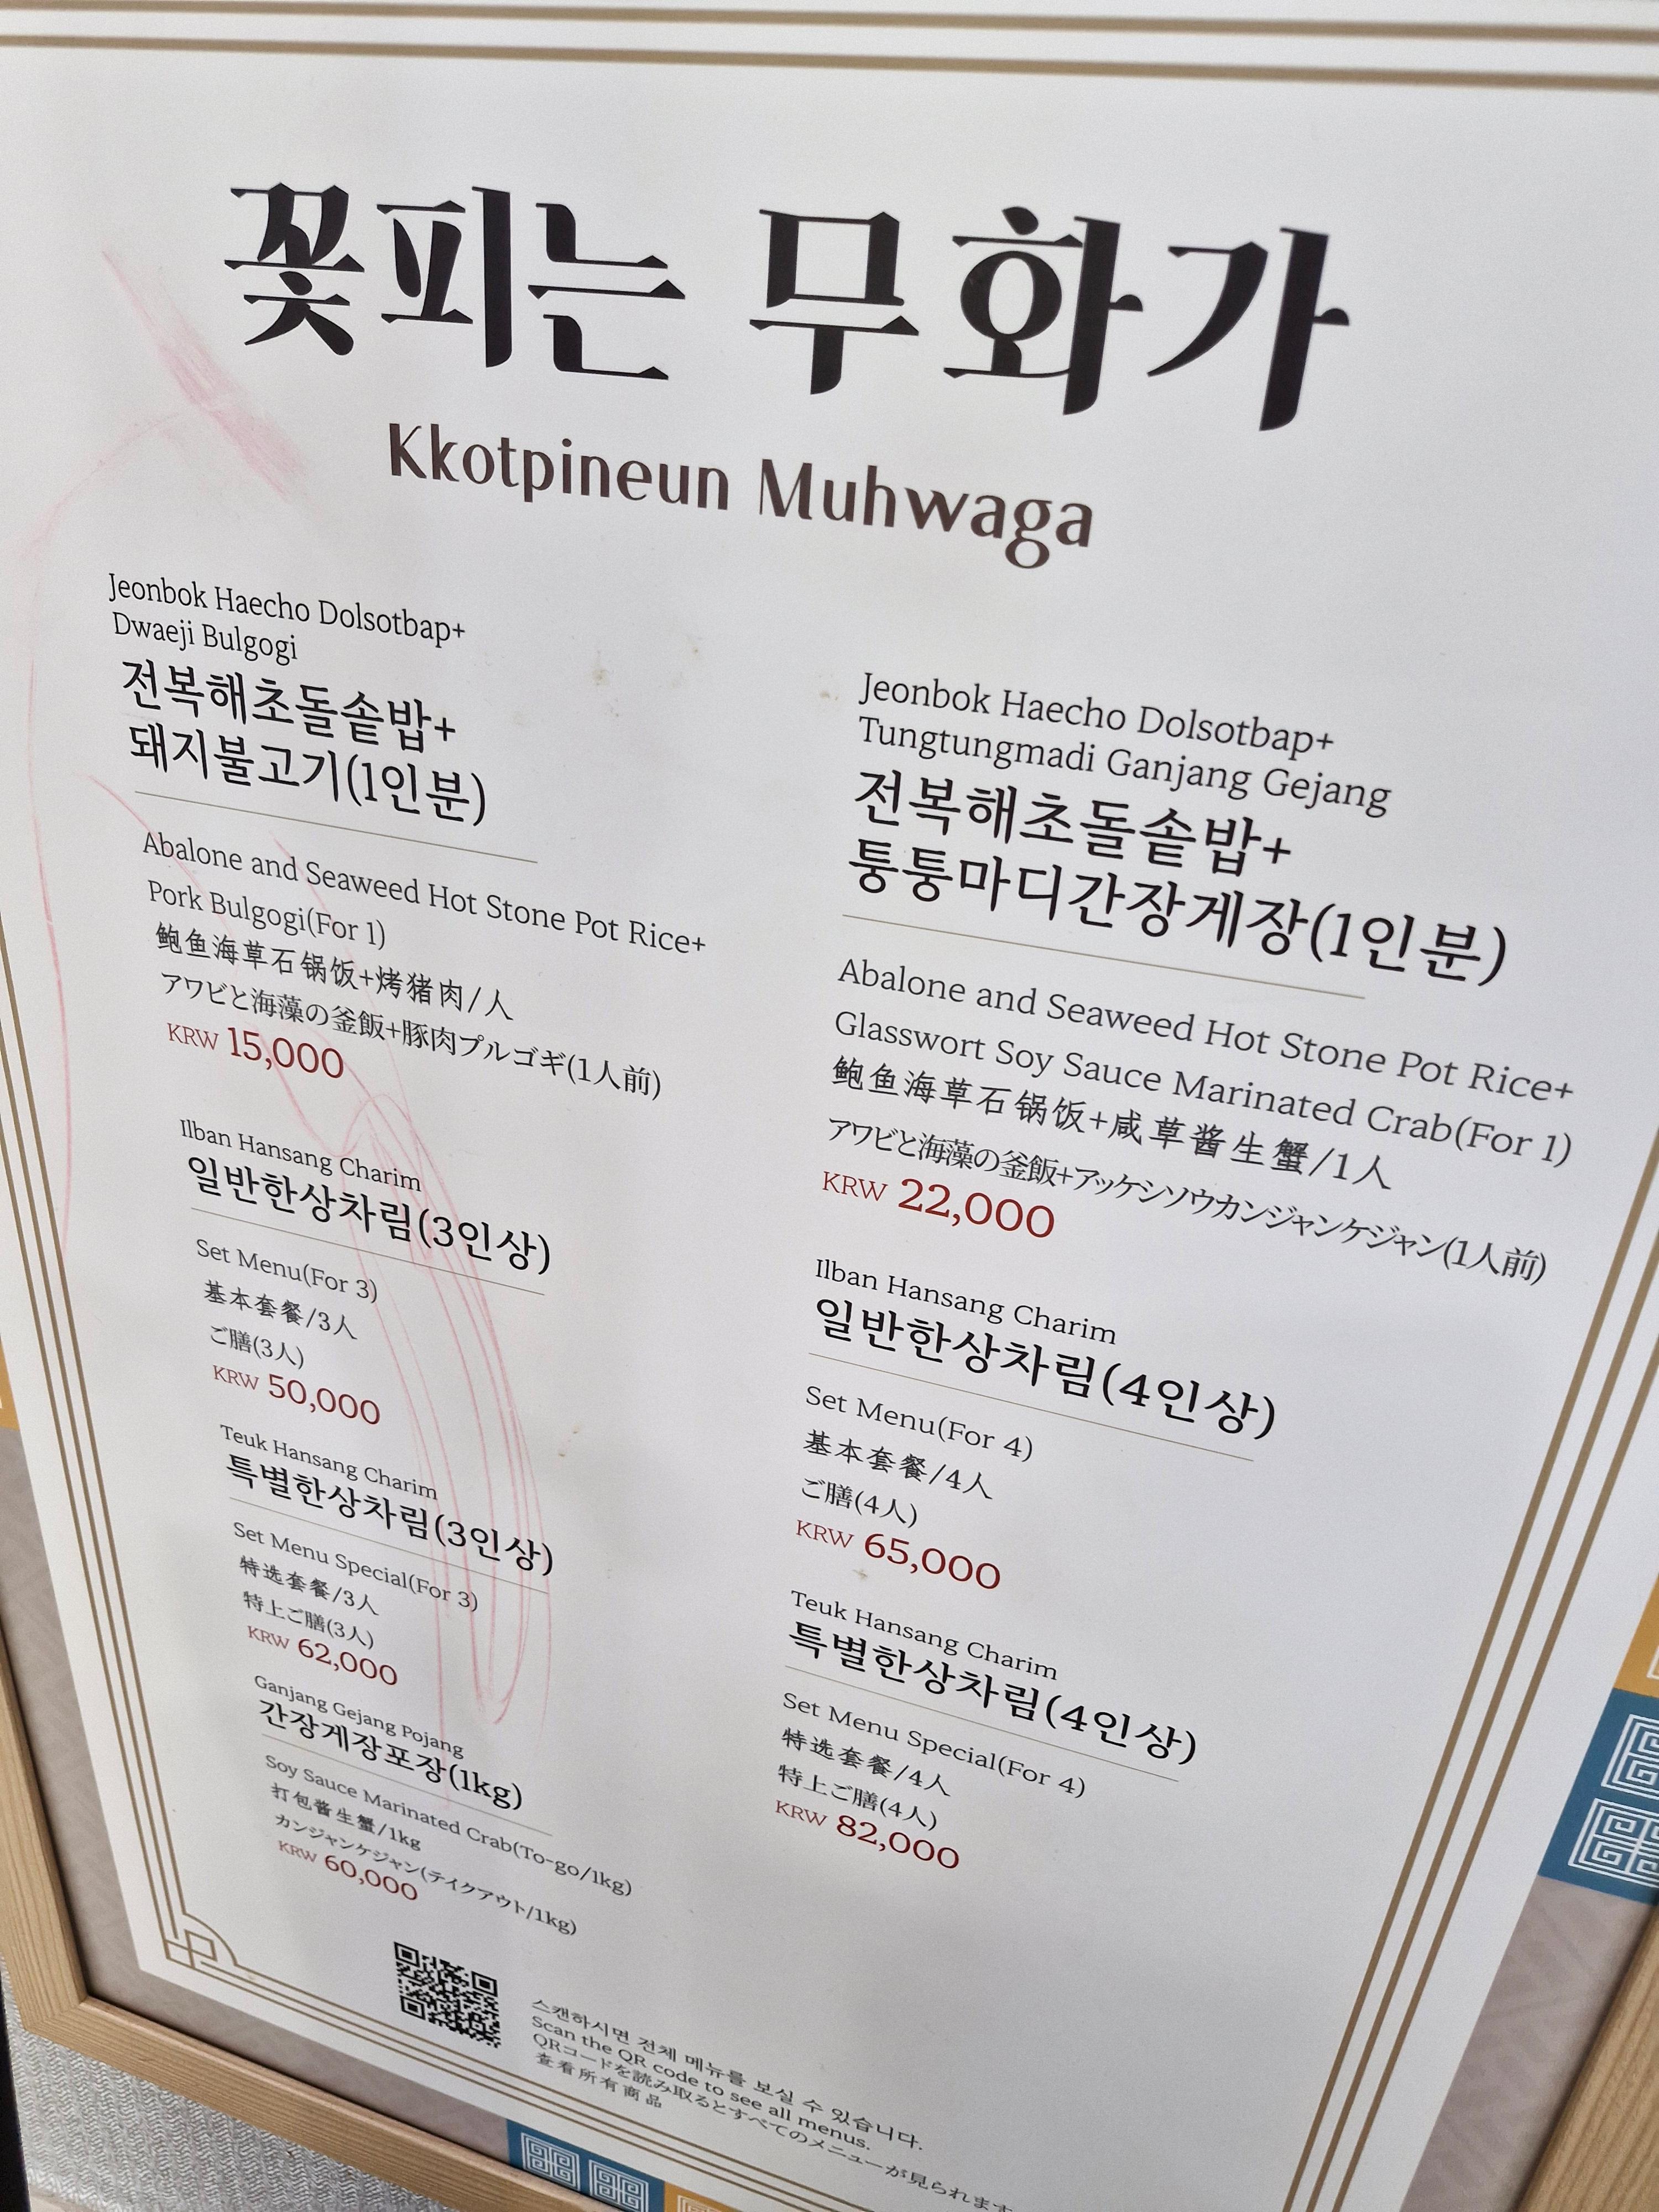 꽃피는 무화가
Kkotpineun Muhwaga
Jeonbok Haecho Dolsotbap+
Dwaeji Bulgogi
전복해초돌솥밥+
돼지불고기(1인분)
Abalone and Seaweed Hot Stone Pot Rice+
Pork Bulgogi(For 1)
鲍鱼海草石锅饭+烤猪肉/人
アワビと海藻の釜飯+豚肉プルゴギ(1人前)
KRW 15,000
Ilban Hansang Charim
일반한상차림(3인상)
Set Menu(For 3)
基本套餐/3人
ご膳(3人)
KRW 50,000
Teuk Hansang Charim
특별한상차림(3인상)
Set Menu Special(For 3)
特选套餐/3人
特上ご膳(3人)
KRW 62,000
Ganjang Gejang Pojang
간장게장포장(1kg)
Soy Sauce Marinated Crab(To-go/1kg)
打包酱生蟹/1kg
カンジャンケジャン(テイクアウト/1kg)
KRW 60,000
Jeonbok Haecho Dolsotbap+
Tungtungmadi Ganjang Gejang
전복해초돌솥밥+
퉁퉁마디간장게장(1인분)
Abalone and Seaweed Hot Stone Pot Rice+
Glasswort Soy Sauce Marinated Crab(For 1)
鲍鱼海草石锅饭+咸草酱生蟹/1人
アワビと海藻の釜飯+アッケシソウカンジャンケジャン(1人前)
KRW 22,000
Ilban Hansang Charim
일반한상차림(4인상)
Set Menu(For 4)
基本套餐/4人
ご膳(4人)
KRW 65,000
Teuk Hansang Charim
특별한상차림(4인상)
Set Menu Special(For 4)
特选套餐/4人
特上ご膳(4人)
KRW 82,000
스캔하시면 전체 메뉴를 보실 수 있습니다.
Scan the QR code to see all menus.
QRコードを読み取るとすべてのメニューが見られます
查看所有商品